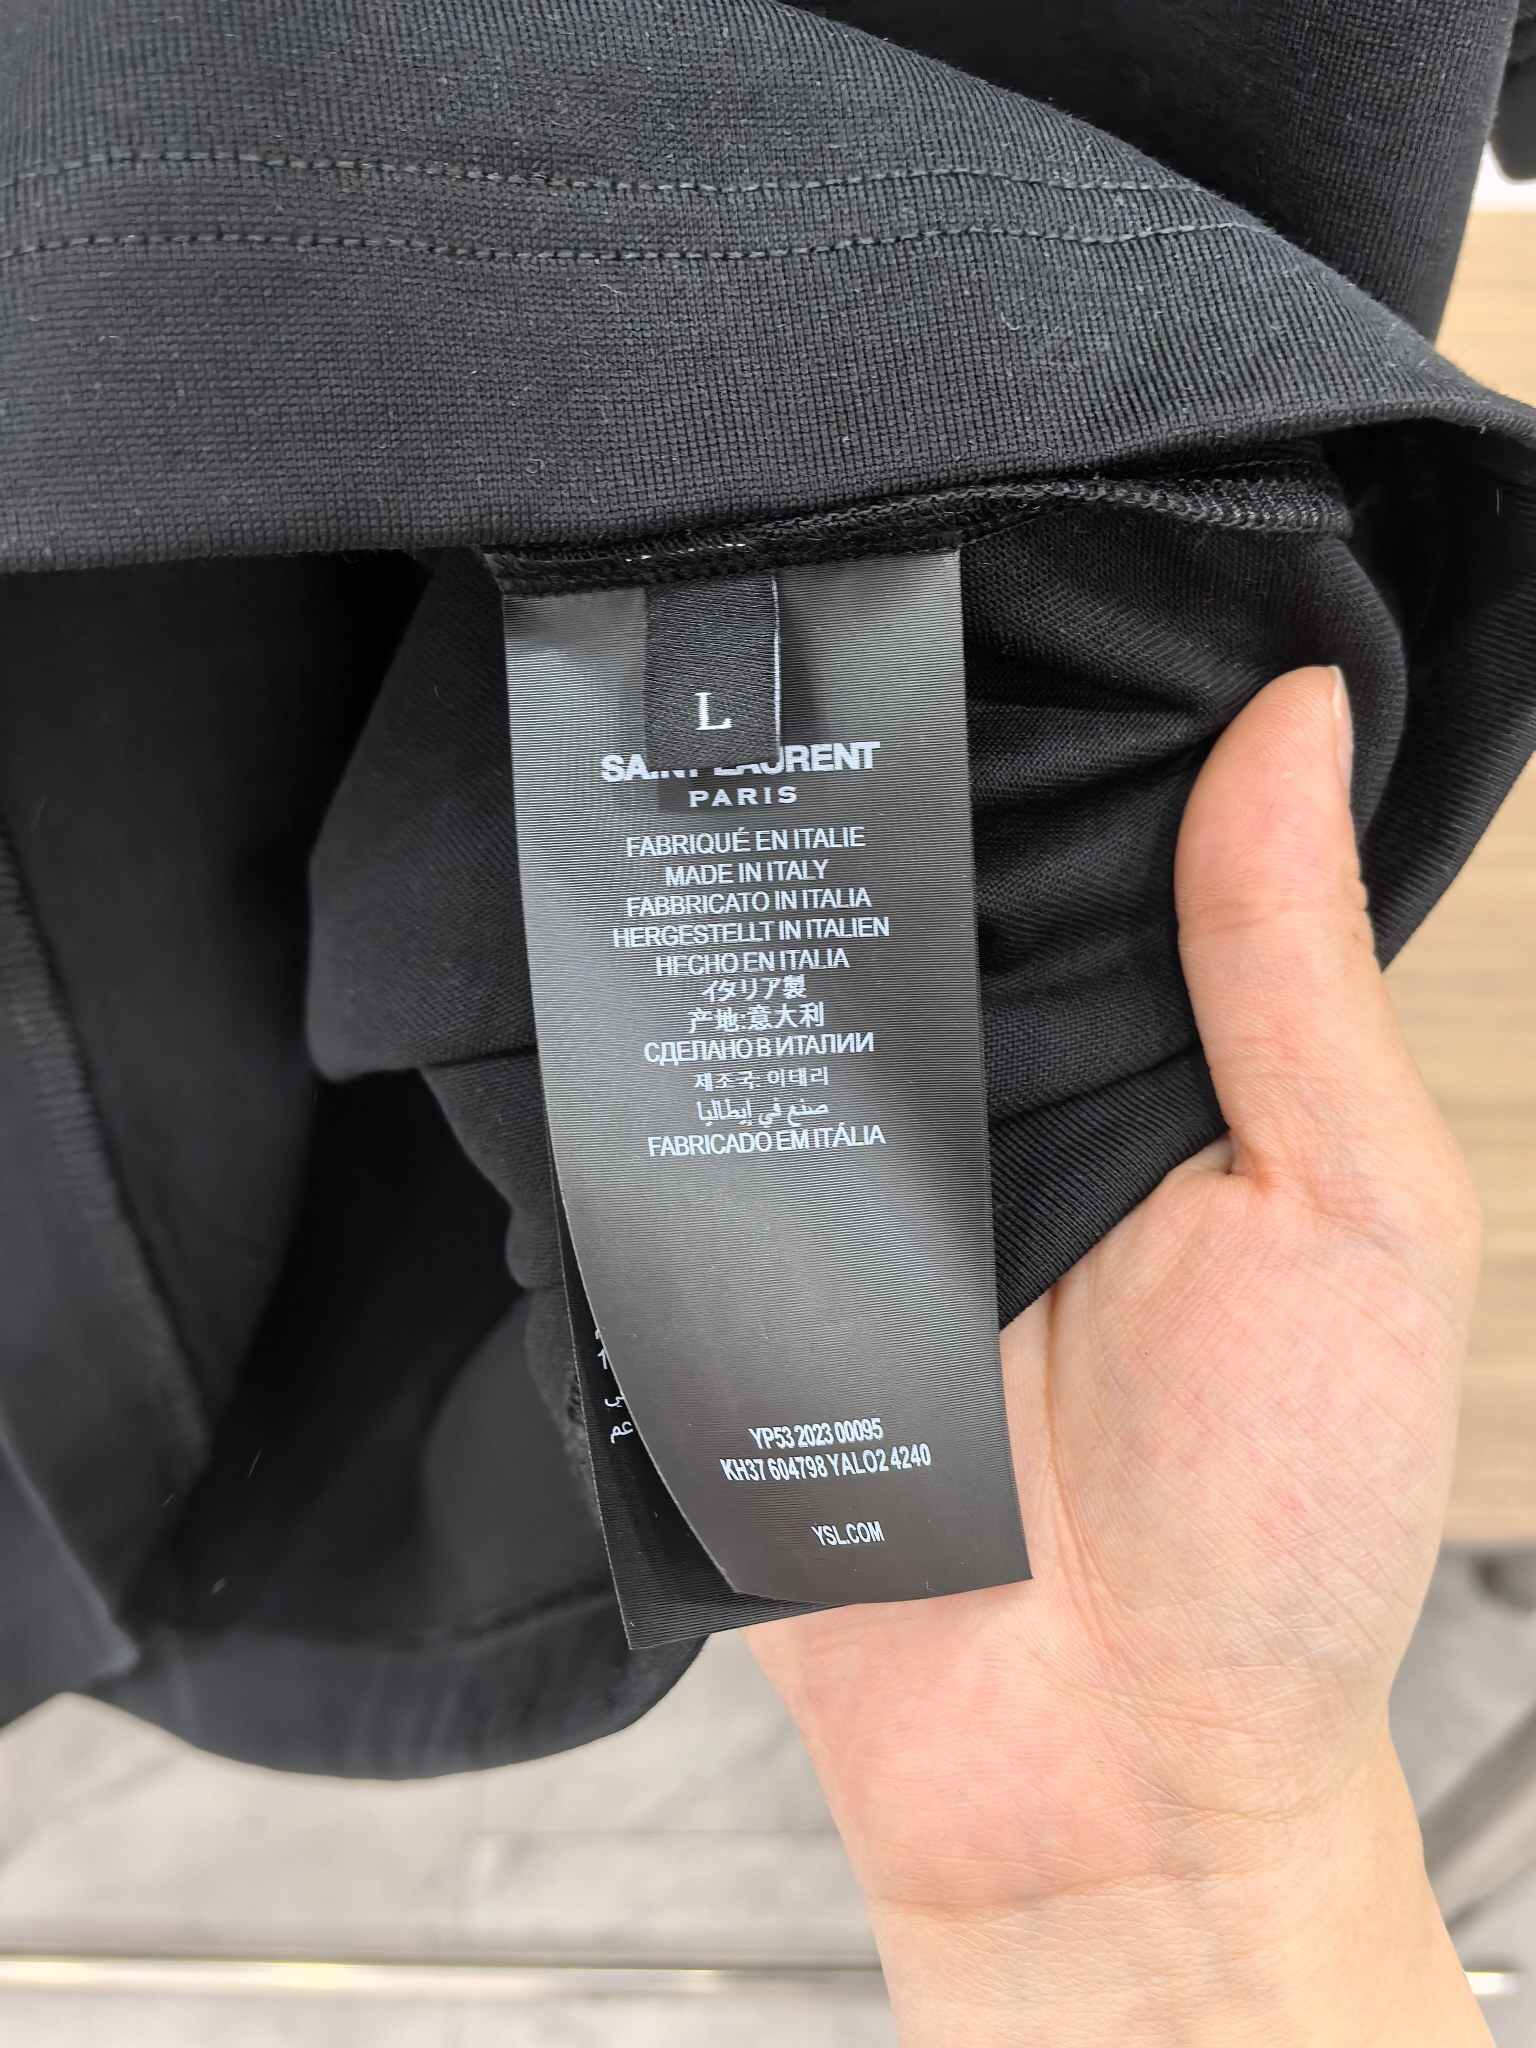 L
SAINT LAURENT
PARIS
FABRIQUÉ EN ITALIE
MADE IN ITALY
FABBRICATO IN ITALIA
HERGESTELLT IN ITALIEN
HECHO EN ITALIA
イタリア製
产地:意大利
СДЕЛАНО В ИТАЛИИ
제조국: 이태리
صنع في إيطاليا
FABRICADO EM ITÁLIA
YP53 2023 00095
KH37 604798 YALO2 4240
YSL.COM